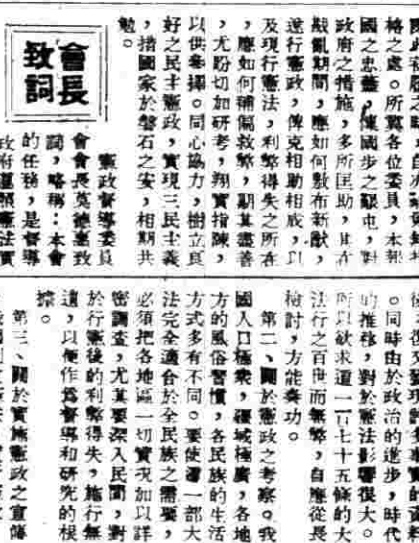 格之處。所冀各位委員,本報
國之忠藎,懍國步之艱屯,對
政府之措施,多所匡助,其在
戡亂期間,應如何敷布新猷,
遂行憲政,俾克相助相成,以
及現行憲法,利弊得失之所在
,應如何補偏救弊,期其盡善
,尤盼切加研考,翔實指陳,
以供參擇。同心協力,樹立良
好之民主憲政,實現三民主義
,措國家於磐石之安,相期共
勉。
會長
致詞
憲政督導委員
會會長莫德惠致
詞,略稱:本會
的任務,是督導
政府遵照憲法實
發現許多事實的資
。同時由於政治的進步,時代
的推移,對於憲法影響很大。
所以欲求這一百七十五條的大
法行之百世而無弊,自應從長
檢討,方能奏功。
第二、關於憲政之考察。我
國人口極衆,疆域極廣,各地
方的風俗習慣,各民族的生活
方式多有不同。要使這一部大
法完全適合於全民族之需要,
必須把各地區一切實況加以詳
密調查,尤其要深入民間,對
於行憲後的利弊得失,施行無
遺,以便作爲督導和研究的根
據。
第三、關於實施憲政之宣傳